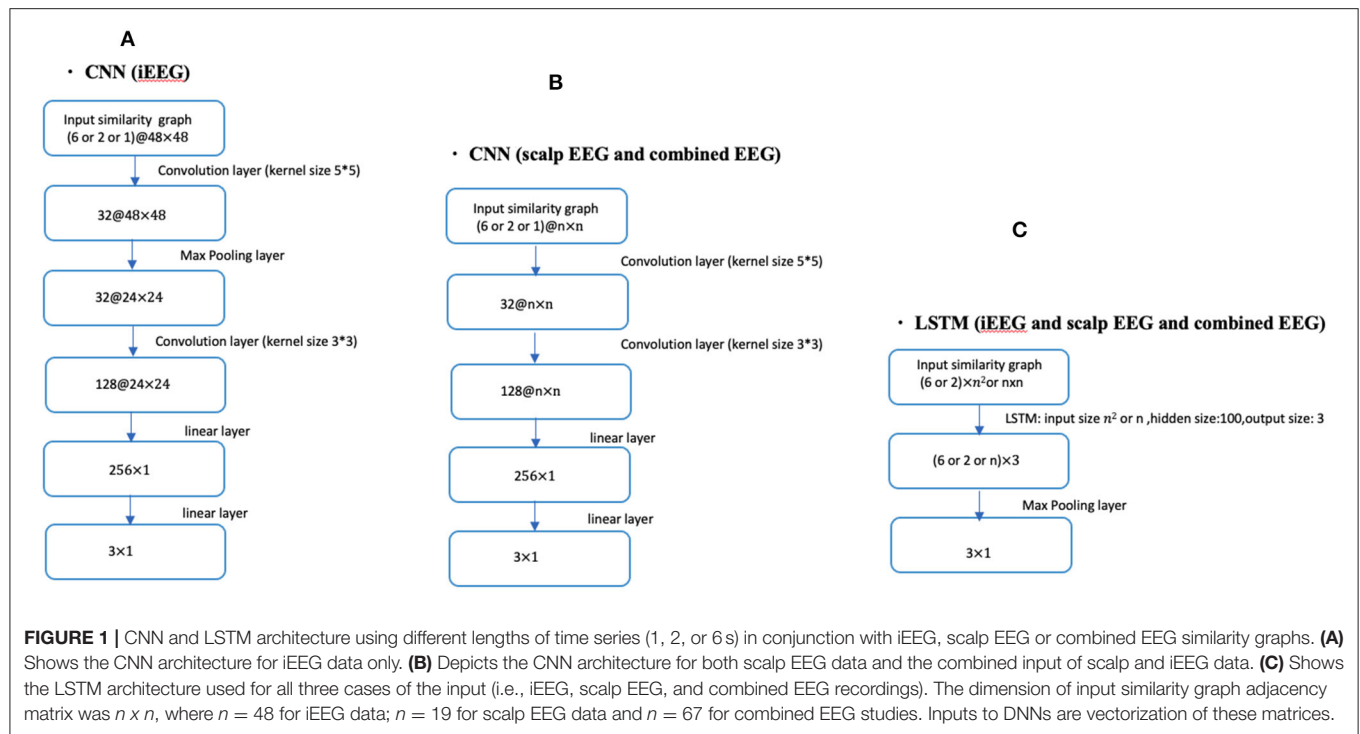 A
· CNN (iEEG)
Input similarity graph
(6 or 2 or 1)@48×48
Convolution layer (kernel size 5*5)
32@48×48
Max Pooling layer
32@24×24
Convolution layer (kernel size 3*3)
128@24×24
linear layer
256×1
linear layer
3×1
B
· CNN (scalp EEG and combined EEG)
Input similarity graph
(6 or 2 or 1)@n×n
Convolution layer (kernel size 5*5)
32@n×n
Convolution layer (kernel size 3*3)
128@n×n
linear layer
256×1
linear layer
3×1
C
· LSTM (iEEG and scalp EEG and combined EEG)
Input similarity graph
(6 or 2)×n²or nxn
LSTM: input size n² or n ,hidden size:100,output size: 3
(6 or 2 or n)×3
Max Pooling layer
3×1
FIGURE 1 | CNN and LSTM architecture using different lengths of time series (1, 2, or 6 s) in conjunction with iEEG, scalp EEG or combined EEG similarity graphs. (A)
Shows the CNN architecture for iEEG data only. (B) Depicts the CNN architecture for both scalp EEG data and the combined input of scalp and iEEG data. (C) Shows
the LSTM architecture used for all three cases of the input (i.e., iEEG, scalp EEG, and combined EEG recordings). The dimension of input similarity graph adjacency
matrix was n x n, where n = 48 for iEEG data; n = 19 for scalp EEG data and n = 67 for combined EEG studies. Inputs to DNNs are vectorization of these matrices.